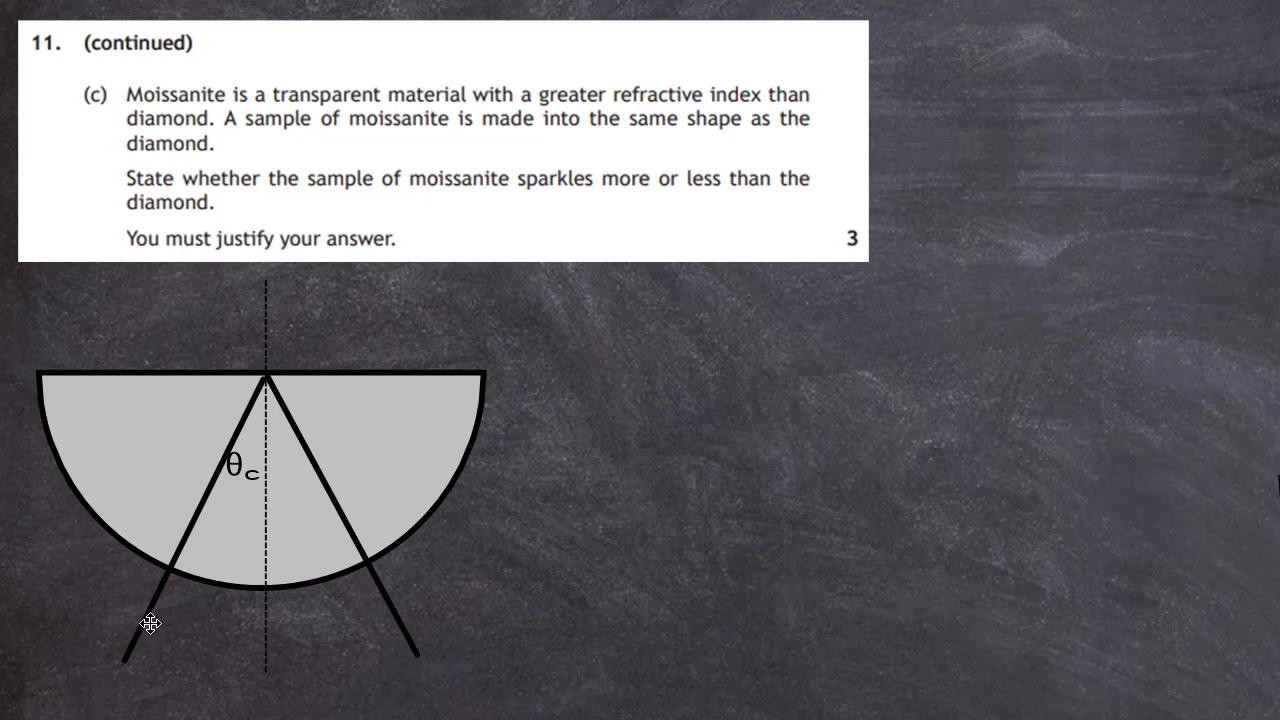 11. (continued)
(c) Moissanite is a transparent material with a greater refractive index than
diamond. A sample of moissanite is made into the same shape as the
diamond.
State whether the sample of moissanite sparkles more or less than the
diamond.
You must justify your answer. 3
θc